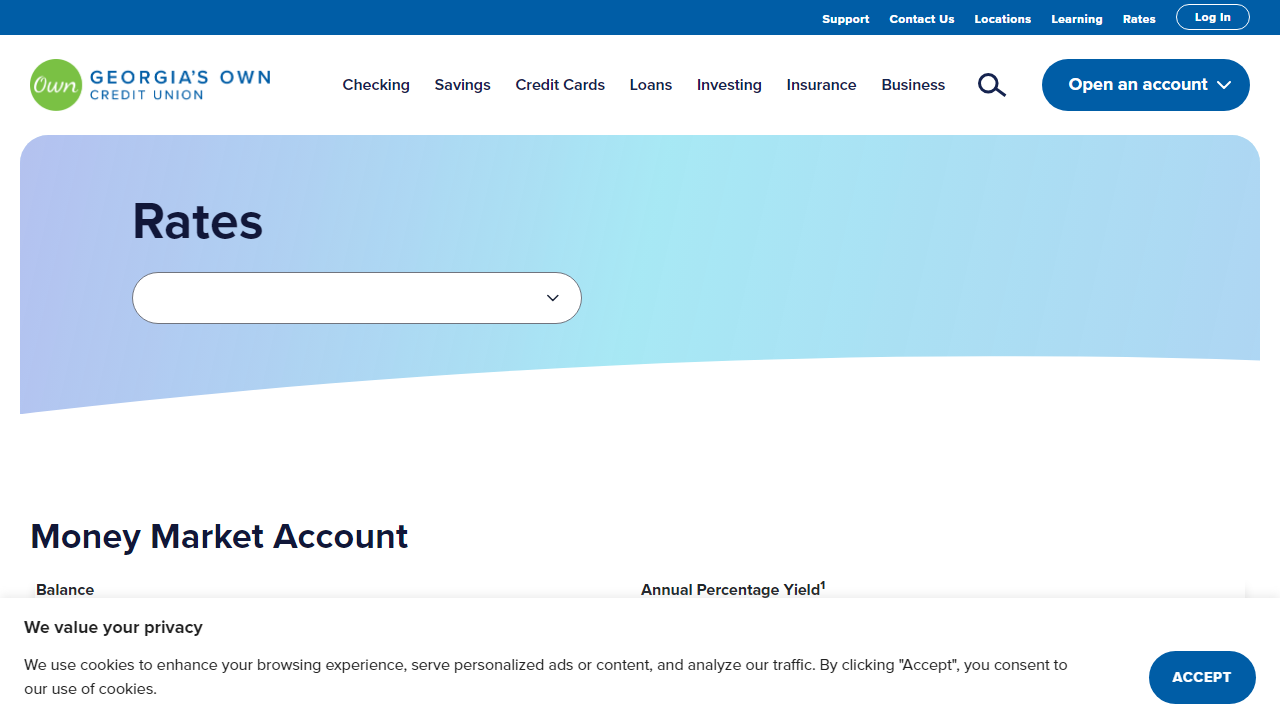 Support Contact Us Locations Learning Rates Log In
Own GEORGIA'S OWN
CREDIT UNION
Checking Savings Credit Cards Loans Investing Insurance Business Open an account
Rates
Money Market Account
Balance Annual Percentage Yield¹
We value your privacy
We use cookies to enhance your browsing experience, serve personalized ads or content, and analyze our traffic. By clicking "Accept", you consent to
our use of cookies.
ACCEPT